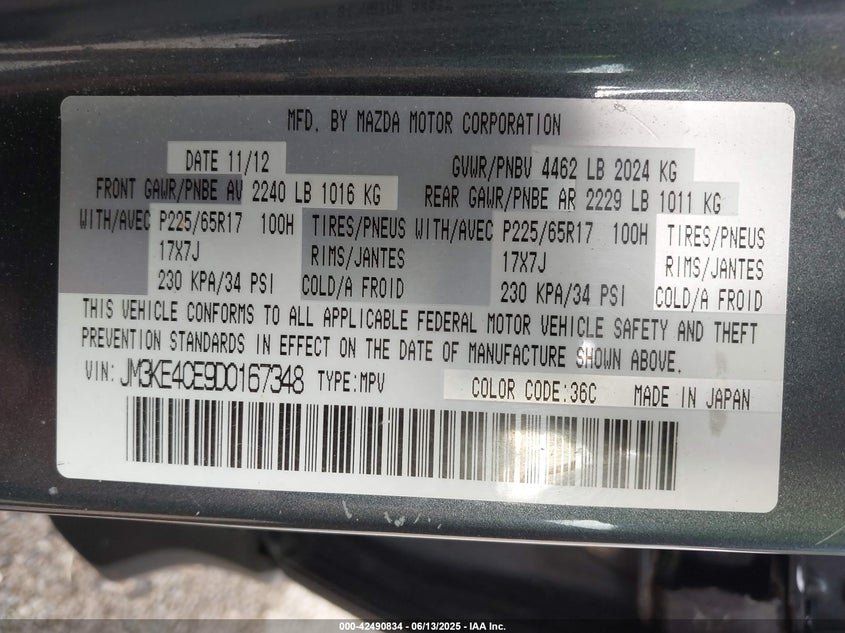 MFD. BY MAZDA MOTOR CORPORATION
DATE 11/12 GVWR/PNBV 4462 LB 2024 KG
FRONT GAWR/PNBE AV 2240 LB 1016 KG REAR GAWR/PNBE AR 2229 LB 1011 KG
WITH/AVEC P225/65R17 100H TIRES/PNEUS WITH/AVEC P225/65R17 100H TIRES/PNEUS
17X7J RIMS/JANTES 17X7J RIMS/JANTES
230 KPA/34 PSI COLD/A FROID 230 KPA/34 PSI COLD/A FROID
THIS VEHICLE CONFORMS TO ALL APPLICABLE FEDERAL MOTOR VEHICLE SAFETY AND THEFT
PREVENTION STANDARDS IN EFFECT ON THE DATE OF MANUFACTURE SHOWN ABOVE.
VIN: JM3KE4CE9D0167348 TYPE:MPV COLOR CODE:36C MADE IN JAPAN
000-42490834 - 06/13/2025 - IAA Inc.